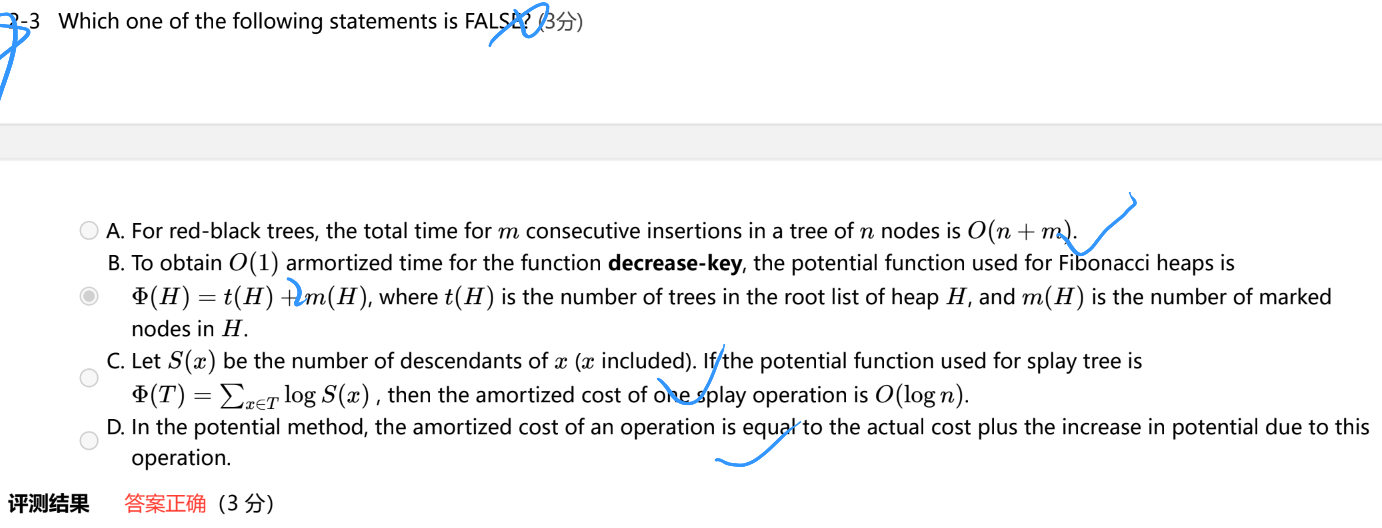 2-3 Which one of the following statements is FALSE? (3分)
A. For red-black trees, the total time for m consecutive insertions in a tree of n nodes is O(n + m).
B. To obtain O(1) armortized time for the function decrease-key, the potential function used for Fibonacci heaps is
Φ(H) = t(H) + m(H), where t(H) is the number of trees in the root list of heap H, and m(H) is the number of marked
2
nodes in H.
C. Let S(x) be the number of descendants of x (x included). If the potential function used for splay tree is
Φ(T) = ∑x∈T log S(x) , then the amortized cost of one splay operation is O(log n).
D. In the potential method, the amortized cost of an operation is equal to the actual cost plus the increase in potential due to this
operation.
评测结果 答案正确 (3 分)